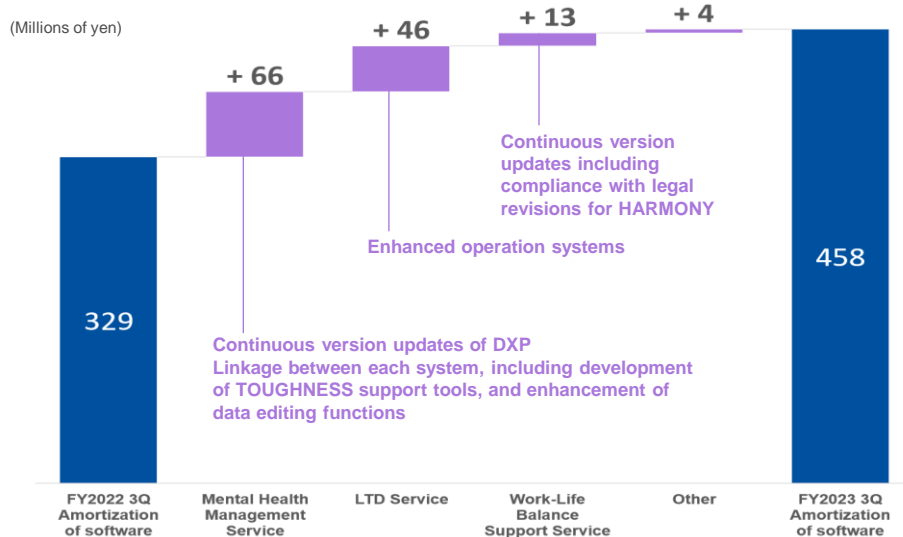 (Millions of yen)
+ 66
+ 46
+ 13
+ 4
Continuous version
updates including
compliance with legal
revisions for HARMONY
Enhanced operation systems
458
329
Continuous version updates of DXP
Linkage between each system, including development
of TOUGHNESS support tools, and enhancement of
data editing functions
FY2022 3Q
Amortization
of software
Mental Health
Management
Service
LTD Service
Work-Life
Balance
Support Service
Other
FY2023 3Q
Amortization
of software